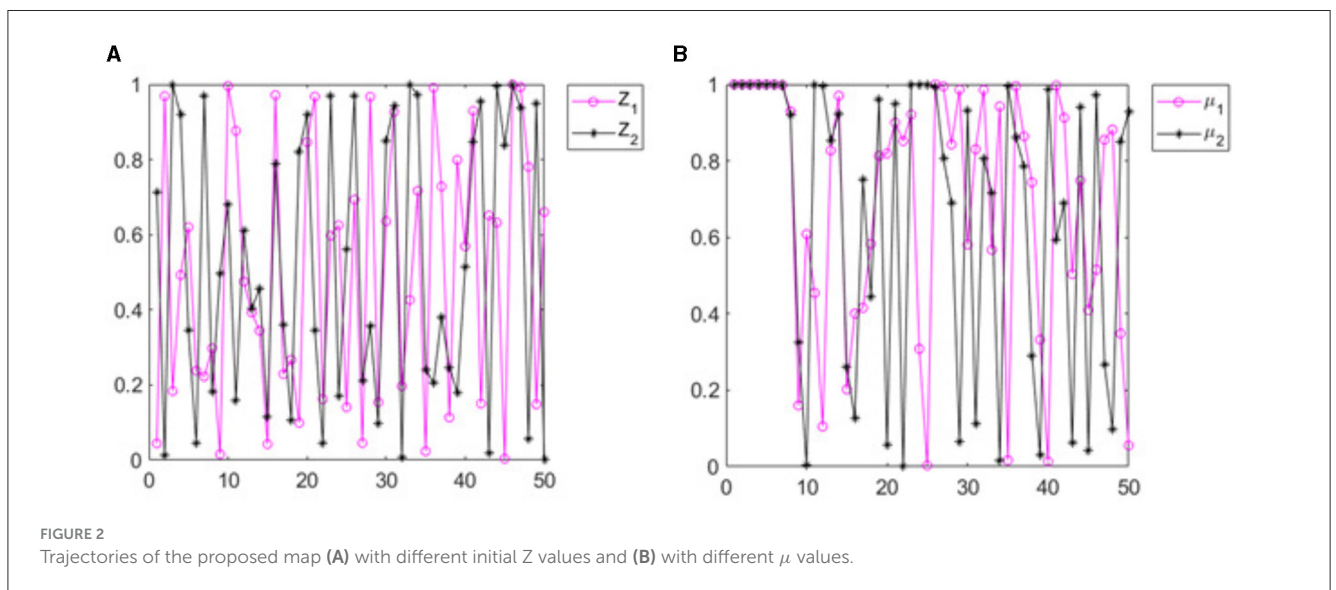 A
B
1
0.8
0.6
0.4
0.2
0
0 10 20 30 40 50
Z1
Z2
1
0.8
0.6
0.4
0.2
0
0 10 20 30 40 50
μ1
μ2
FIGURE 2
Trajectories of the proposed map (A) with different initial Z values and (B) with different μ values.